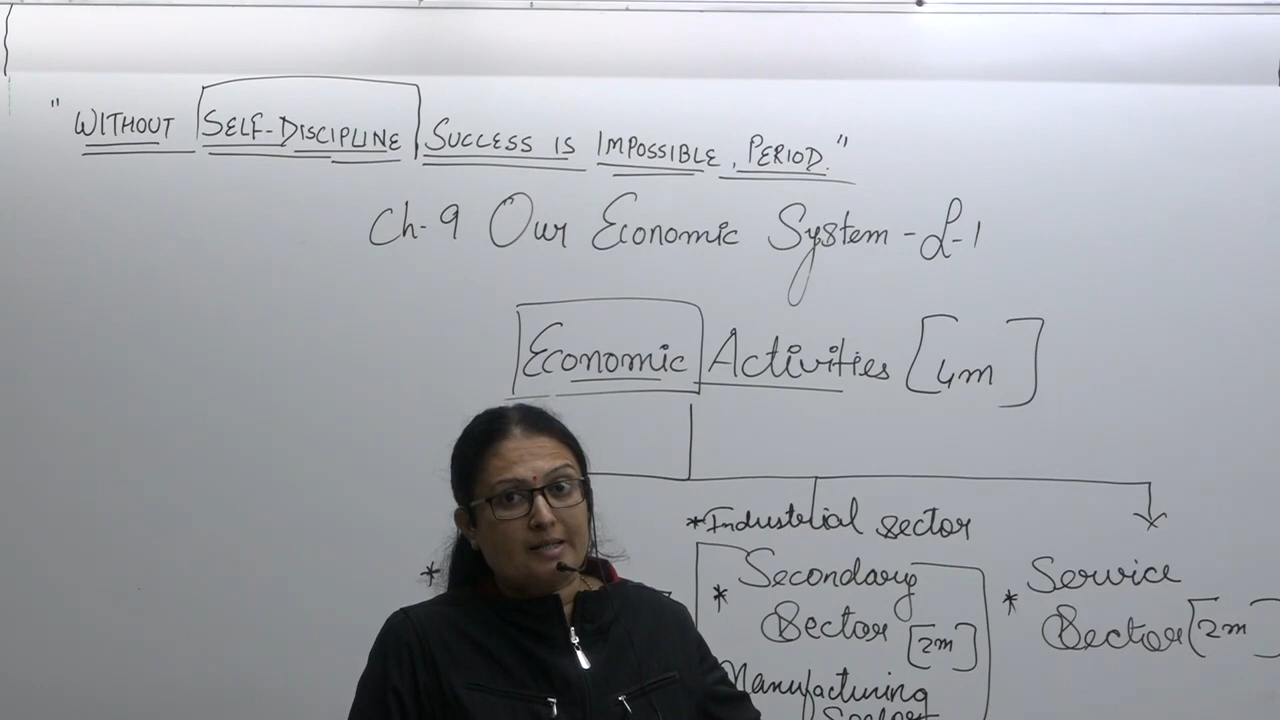 "WITHOUT SELF-DISCIPLINE SUCCESS IS IMPOSSIBLE, PERIOD."
Ch-9 Our Economic System - L-1
Economic Activities [4m]
*Industrial sector
* Secondary
Sector [2m]
Manufacturing
Sector
* Service
Sector [2m]